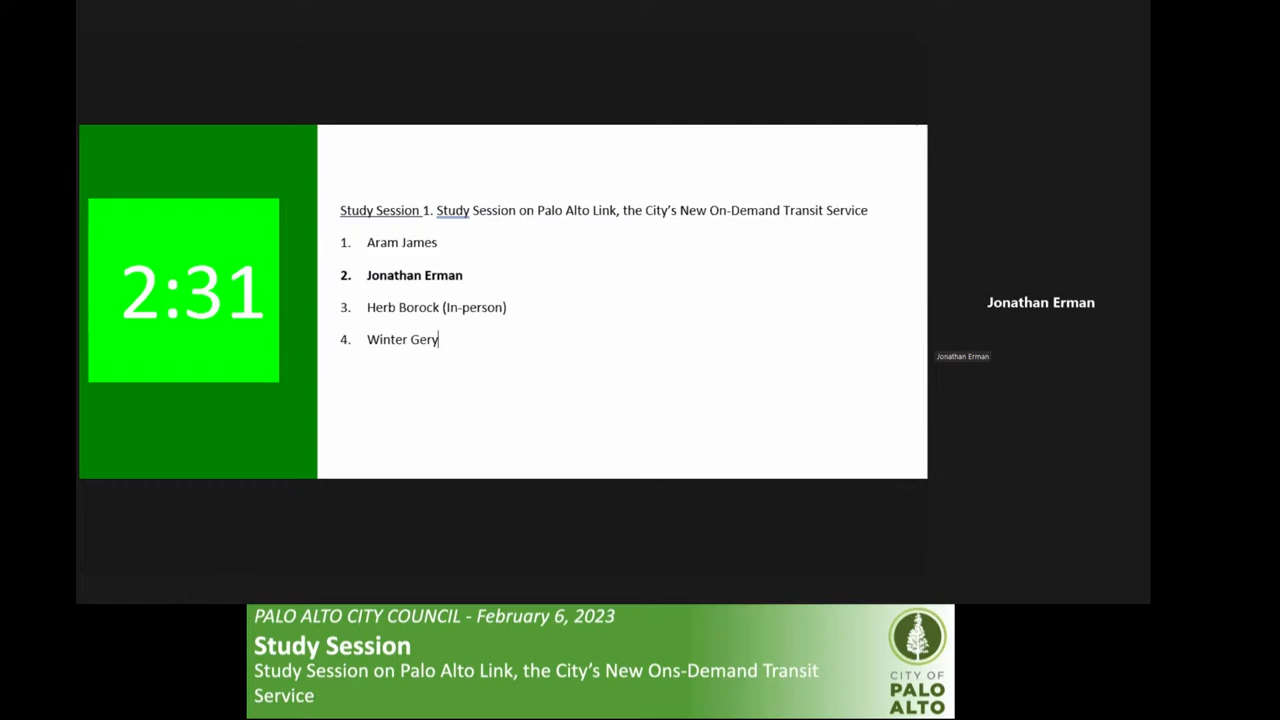 2:31
Study Session 1. Study Session on Palo Alto Link, the City's New On-Demand Transit Service
1. Aram James
2. Jonathan Erman
3. Herb Borock (In-person)
4. Winter Gery
Jonathan Erman
Jonathan Erman
PALO ALTO CITY COUNCIL - February 6, 2023
Study Session
Study Session on Palo Alto Link, the City's New Ons-Demand Transit
Service
CITY OF
PALO
ALTO